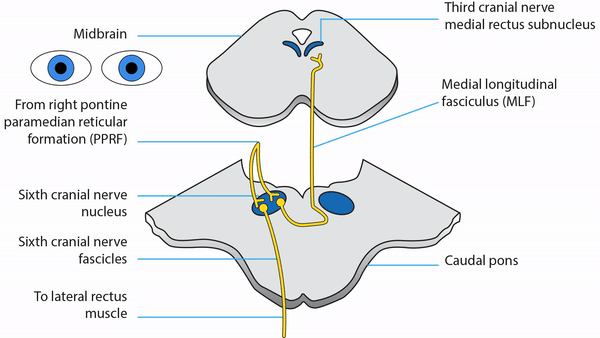 Third cranial nerve
medial rectus subnucleus
Midbrain
Medial longitudinal
fasciculus (MLF)
From right pontine
paramedian reticular
formation (PPRF)
Sixth cranial nerve
nucleus
Sixth cranial nerve
fascicles
Caudal pons
To lateral rectus
muscle